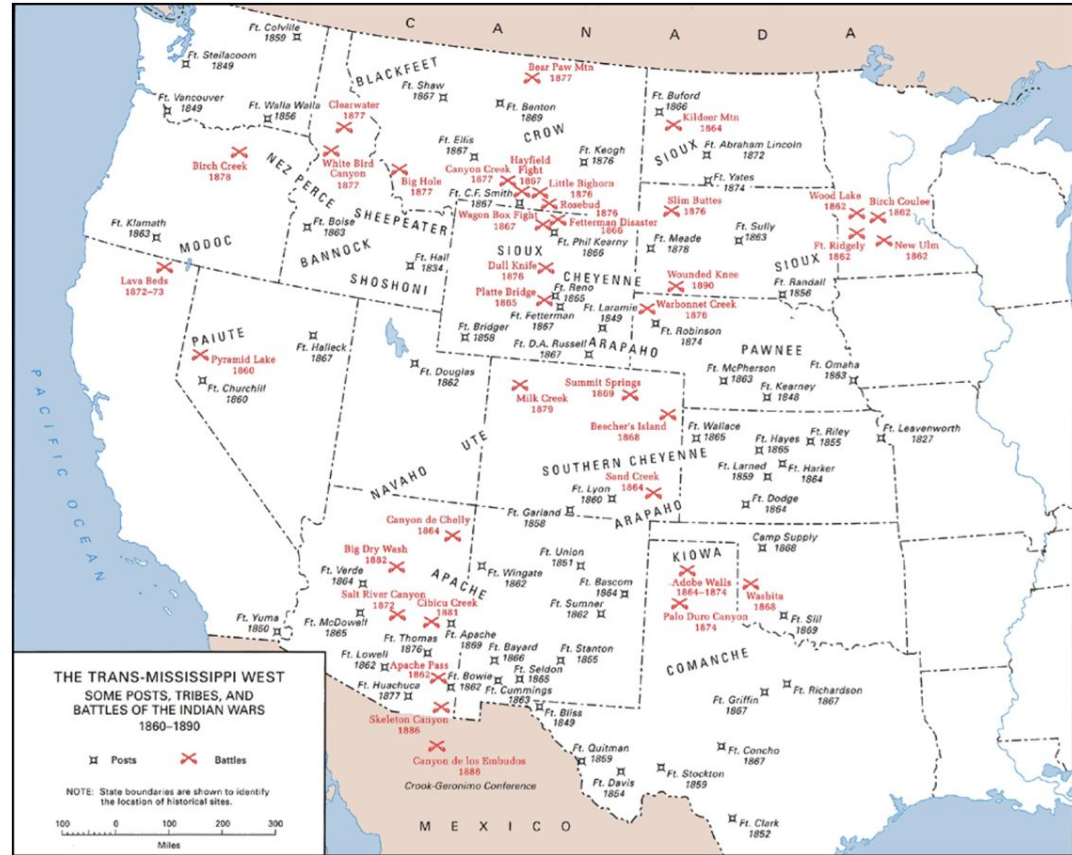 C A N A D A
Ft. Colville
1859
Ft. Steilacoom
1849
Ft. Vancouver
1849
Ft. Walla Walla
1856
BLACKFEET
Ft. Shaw
1867
Bear Paw Mtn
1877
Ft. Benton
1869
CROW
Clearwater
1877
Ft. Ellis
1867
Ft. Keogh
1876
Ft. Buford
1866
Kildeer Mtn
1864
SIOUX
Ft. Abraham Lincoln
1872
Ft. Yates
1874
Birch Creek
1878
NEZ PERCE
White Bird
Canyon
1877
Big Hole
1877
Canyon Creek
1877
Hayfield
Fight
1867
Ft. C.F. Smith
1867
Little Bighorn
1876
Rosebud
1876
Slim Buttes
1876
Wood Lake
1862
Birch Coulee
1862
Ft. Ridgely
1862
New Ulm
1862
Ft. Klamath
1863
MODOC
Ft. Boise
1863
SHEEPEATER
BANNOCK
Wagon Box Fight
1867
Fetterman Disaster
1866
Ft. Phil Kearny
1866
Ft. Meade
1878
Ft. Sully
1863
SIOUX
Lava Beds
1872–73
Ft. Hall
1834
SHOSHONI
SIOUX
Dull Knife
1876
CHEYENNE
Wounded Knee
1890
Ft. Randall
1856
Platte Bridge
1865
Ft. Reno
1865
Ft. Fetterman
1867
Ft. Laramie
1849
Warbonnet Creek
1876
Ft. Robinson
1874
PAIUTE
Pyramid Lake
1860
Ft. Churchill
1860
Ft. Halleck
1867
Ft. Bridger
1858
Ft. D.A. Russell
1867
ARAPAHO
PAWNEE
Ft. Douglas
1862
Ft. McPherson
1863
Ft. Omaha
1863
Ft. Kearney
1848
Milk Creek
1879
Summit Springs
1869
Beecher's Island
1868
Ft. Wallace
1865
Ft. Hayes
1865
Ft. Riley
1855
Ft. Leavenworth
1827
PACIFIC OCEAN
UTE
NAVAHO
SOUTHERN CHEYENNE
Ft. Larned
1859
Ft. Harker
1864
Sand Creek
1864
Ft. Lyon
1860
ARAPAHO
Ft. Dodge
1864
Ft. Garland
1858
Canyon de Chelly
1864
Camp Supply
1868
Big Dry Wash
1882
Ft. Verde
1864
APACHE
Ft. Wingate
1862
Ft. Union
1851
Ft. Bascom
1864
KIOWA
Adobe Walls
1864–1874
Palo Duro Canyon
1874
Washita
1868
Ft. Sill
1869
Salt River Canyon
1872
Cibicu Creek
1881
Ft. Sumner
1862
Ft. Yuma
1850
Ft. McDowell
1865
Ft. Thomas
1876
Ft. Apache
1869
Ft. Lowell
1862
Apache Pass
1862
Ft. Bayard
1866
Ft. Stanton
1855
COMANCHE
Ft. Huachuca
1877
Ft. Bowie
1862
Ft. Seldon
1865
Ft. Cummings
1863
Ft. Griffin
1867
Ft. Richardson
1867
Skeleton Canyon
1886
Ft. Bliss
1849
Canyon de los Embudos
1886
Crook-Geronimo Conference
Ft. Quitman
1859
Ft. Concho
1867
Ft. Davis
1854
Ft. Stockton
1859
Ft. Clark
1852
MEXICO
THE TRANS-MISSISSIPPI WEST
SOME POSTS, TRIBES, AND
BATTLES OF THE INDIAN WARS
1860–1890
Posts
Battles
NOTE: State boundaries are shown to identify
the location of historical sites.
100 0 100 200 300
Miles